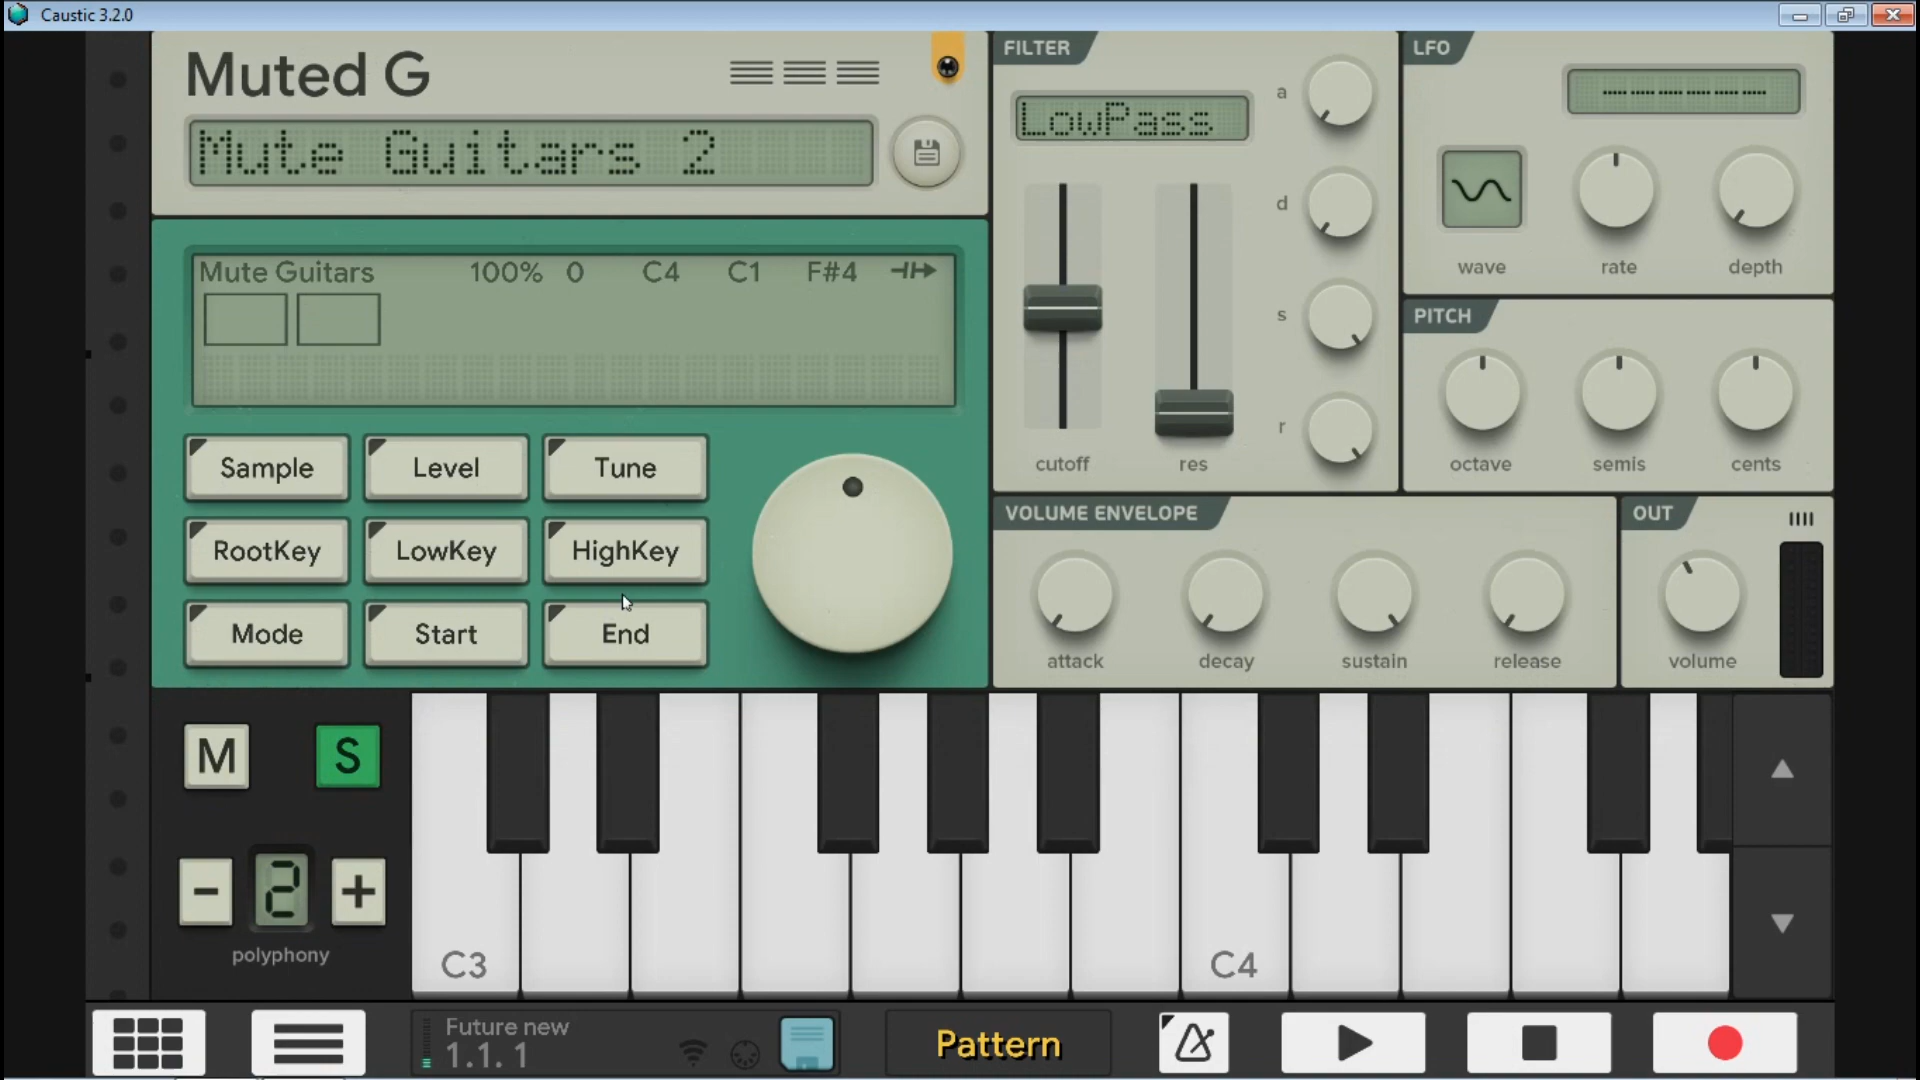 Caustic 3.2.0
Muted G
Mute Guitars 2
Mute Guitars 100% 0 C4 C1 F#4
Sample Level Tune
RootKey LowKey HighKey
Mode Start End
FILTER
LowPass
a
d
s
r
cutoff res
LFO
------
wave rate depth
PITCH
octave semis cents
VOLUME ENVELOPE
attack decay sustain release
OUT
volume
M S
- 2 +
polyphony
C3 C4
Future new
1.1. 1
Pattern